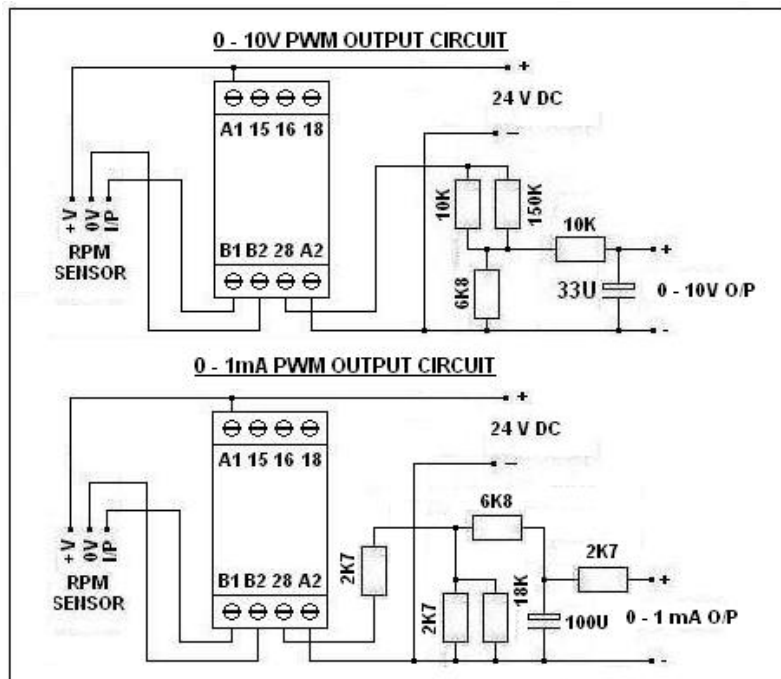 0 - 10V PWM OUTPUT CIRCUIT
+
24 V DC
-
A1 15 16 18
10K
150K
10K
+V
0V
I/P
RPM
SENSOR
B1 B2 28 A2
6K8
33U
+
0 - 10V O/P
-
0 - 1mA PWM OUTPUT CIRCUIT
+
24 V DC
-
A1 15 16 18
6K8
2K7
+V
0V
I/P
RPM
SENSOR
B1 B2 28 A2
2K7
2K7
18K
100U
+
0 - 1 mA O/P
-